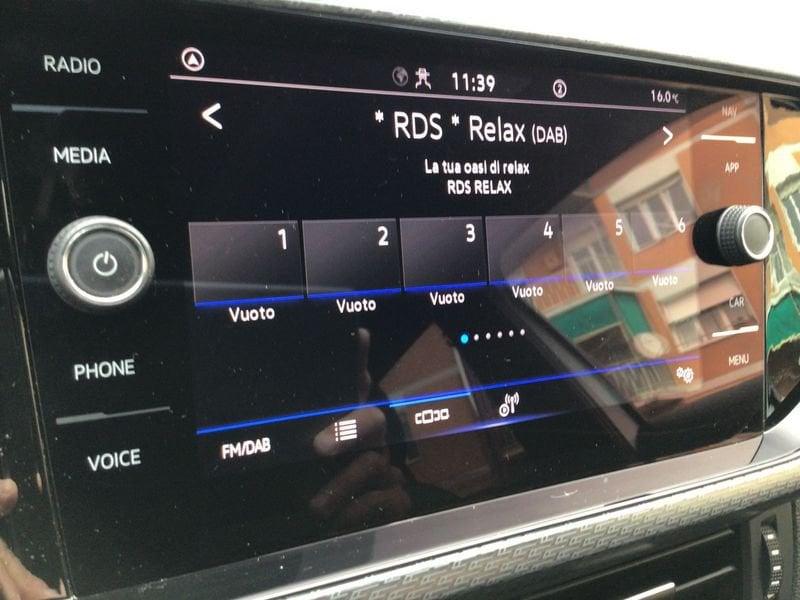 RADIO
MEDIA
PHONE
VOICE
11:39
2
16.0°C
* RDS * Relax (DAB)
La tua oasi di relax
RDS RELAX
1 2 3 4 5 6
Vuoto Vuoto Vuoto Vuoto Vuoto Vuoto
FM/DAB
NAV
APP
CAR
MENU